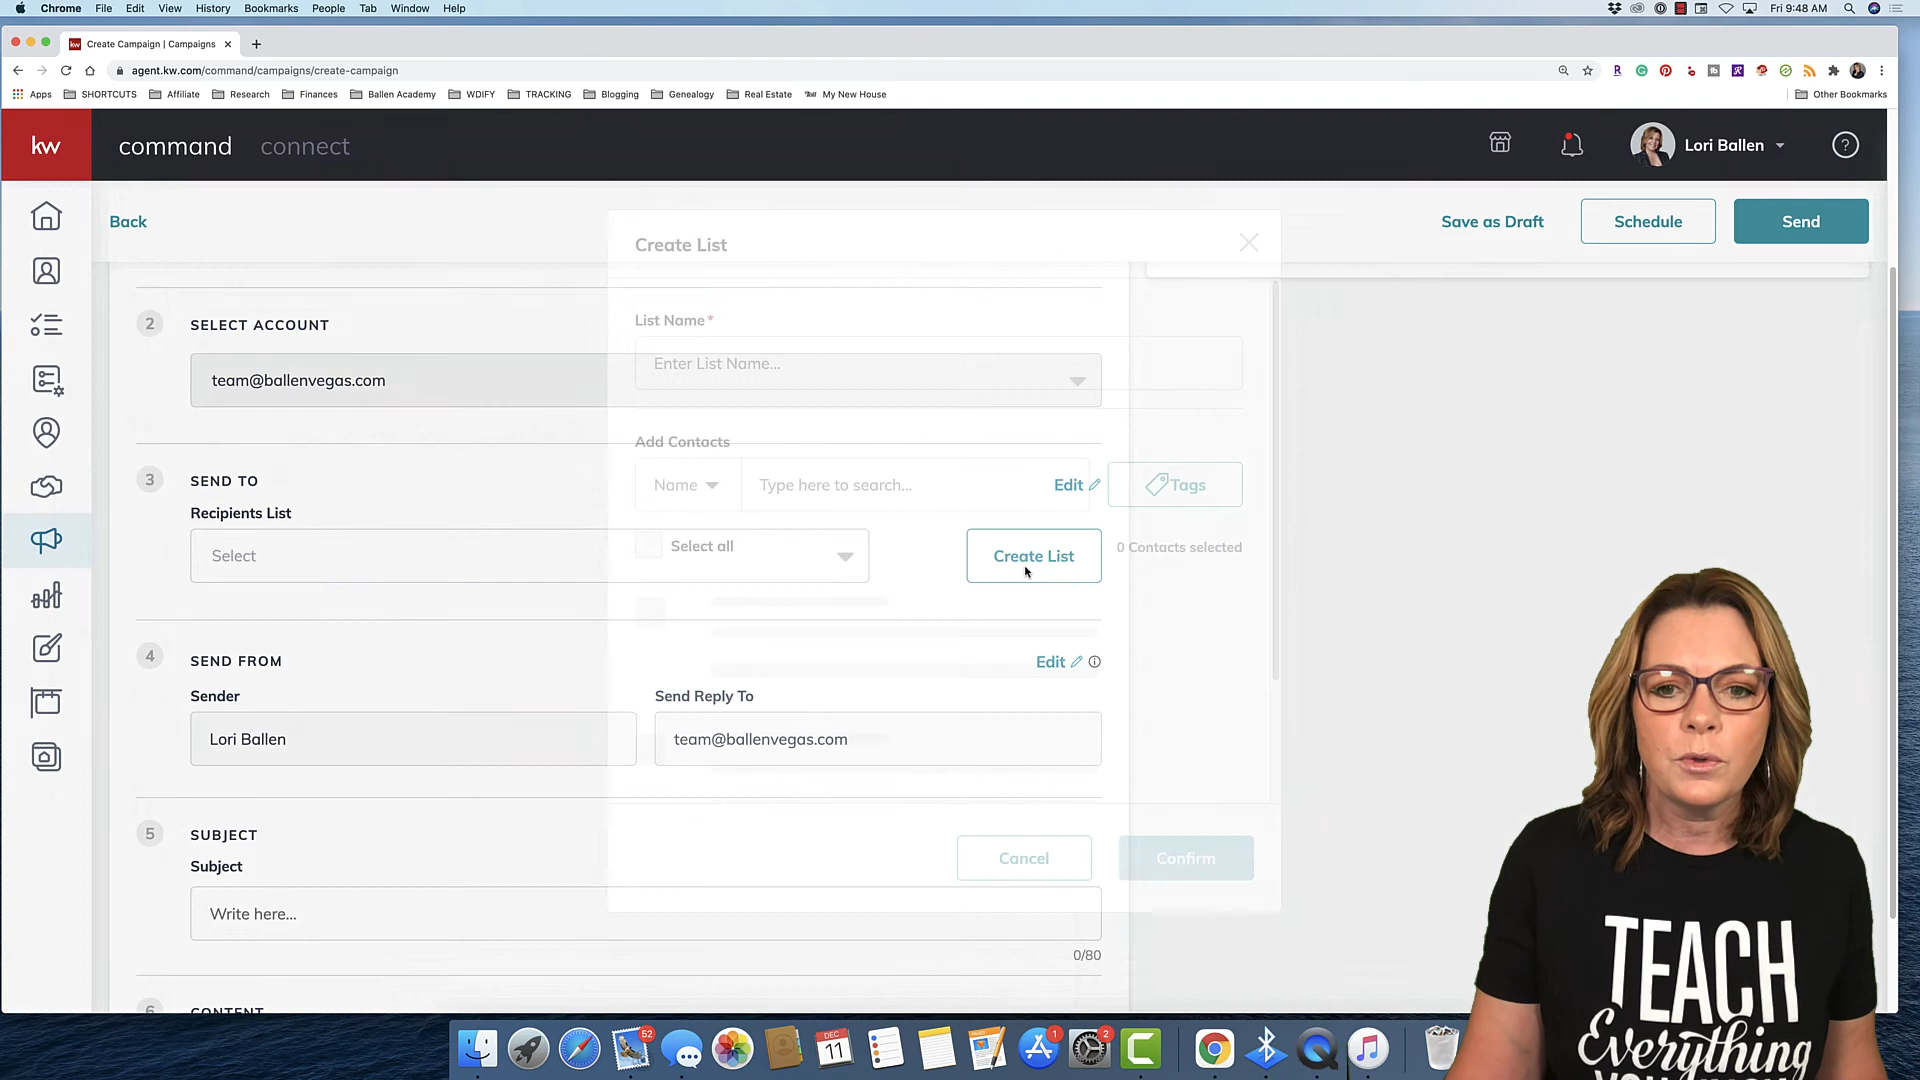 Chrome File Edit View History Bookmarks People Tab Window Help
Fri 9:48 AM
Create Campaign | Campaigns
agent.kw.com/command/campaigns/create-campaign
Apps SHORTCUTS Affiliate Research Finances Ballen Academy WDIFY TRACKING Blogging Genealogy Real Estate My New House Other Bookmarks
kw command connect Lori Ballen
Back Save as Draft Schedule Send
Create List
2 SELECT ACCOUNT
List Name*
Enter List Name...
team@ballenvegas.com
Add Contacts
3 SEND TO
Name Type here to search... Edit Tags
Recipients List
Select all 0 Contacts selected
Select Create List
4 SEND FROM Edit
Sender Send Reply To
Lori Ballen team@ballenvegas.com
5 SUBJECT
Subject
Cancel Confirm
Write here...
0/80
6 CONTENT
52
DEC
11
1
2
TEACH
Everything